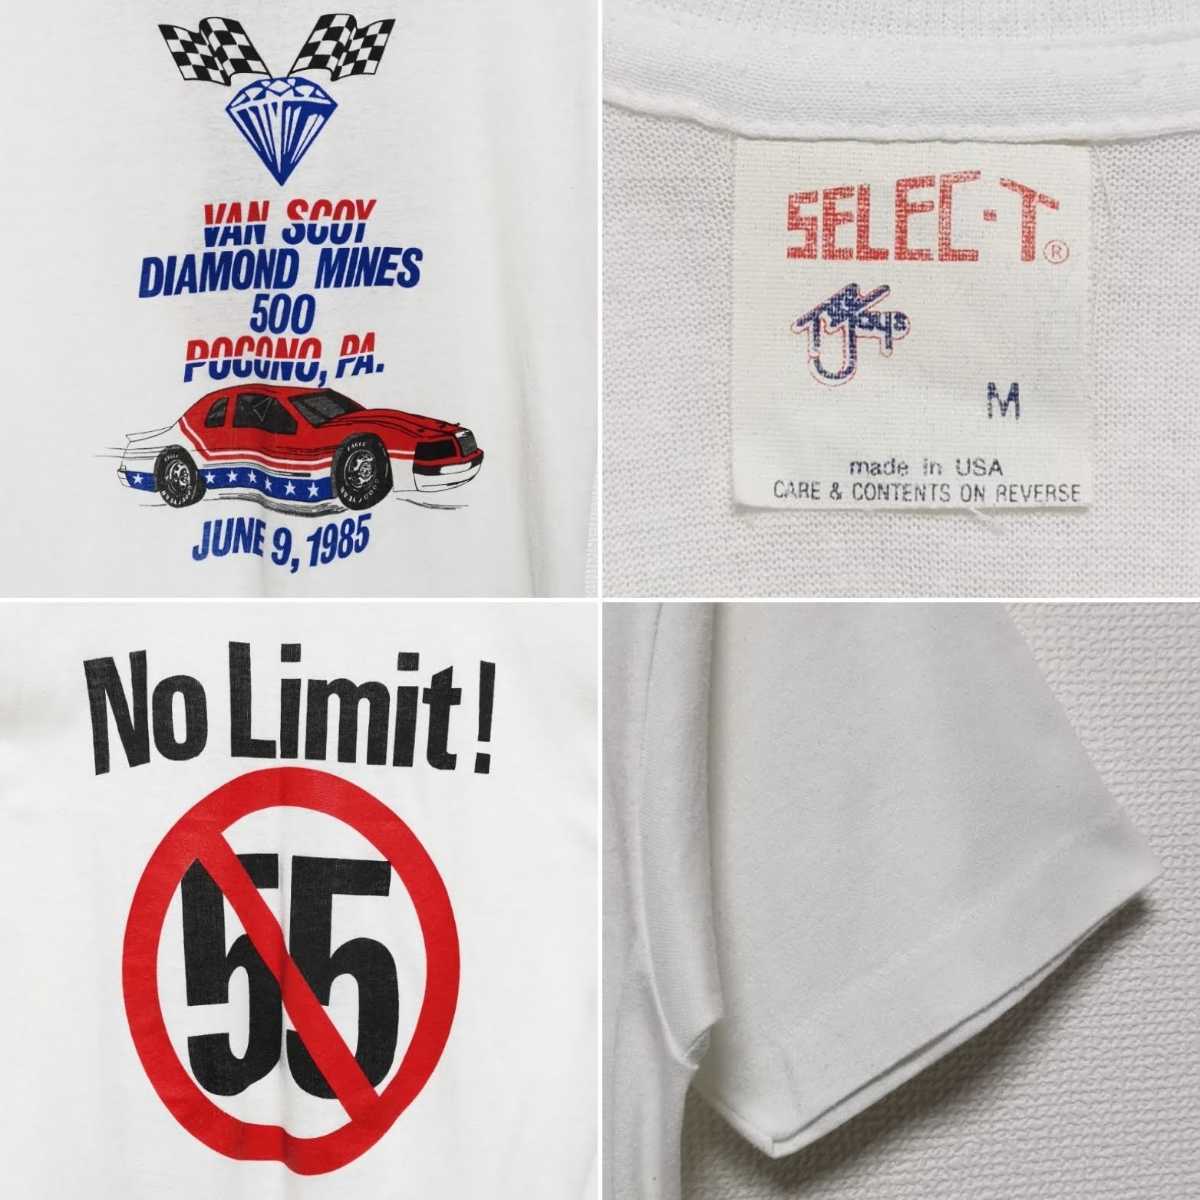 VAN SCOY
DIAMOND MINES
500
POCONO, PA.
EAGLE
JUNE 9, 1985
SELEC-T®
M
made in USA
CARE & CONTENTS ON REVERSE
No Limit!
55